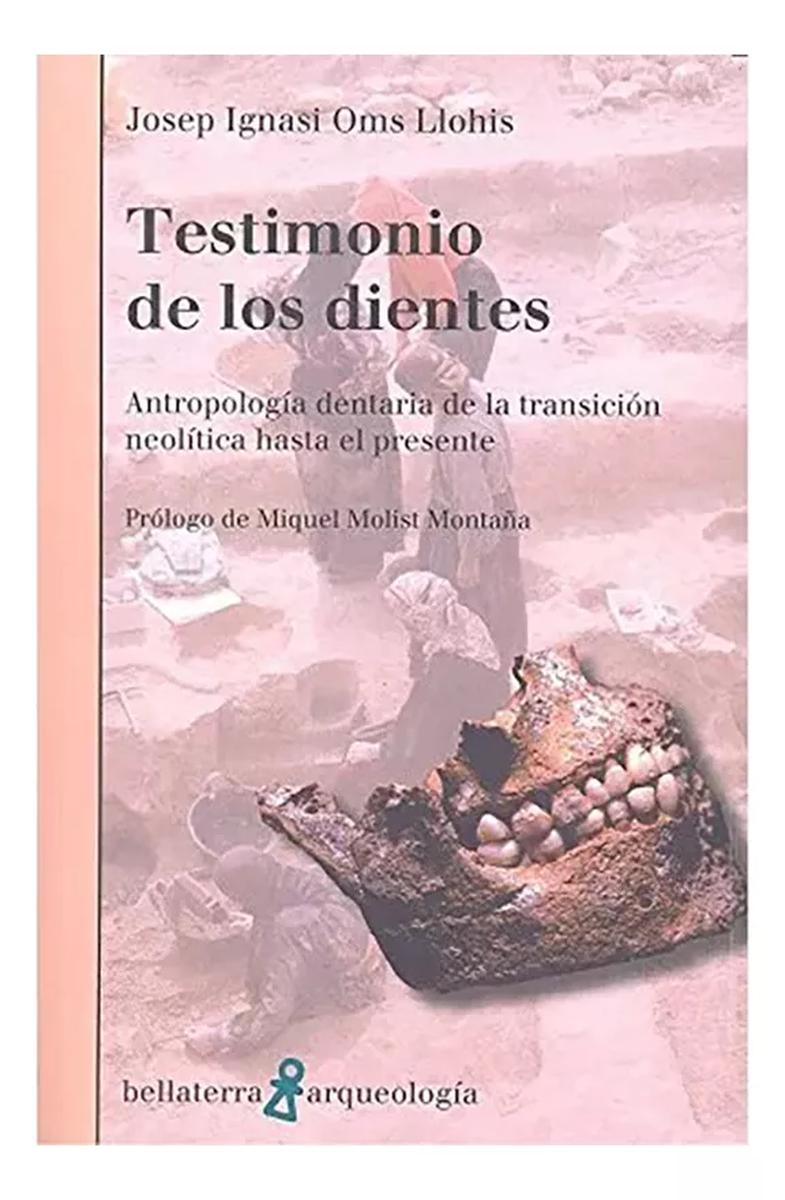 Josep Ignasi Oms Llohis
Testimonio
de los dientes
Antropología dentaria de la transición
neolítica hasta el presente
Prólogo de Miquel Molist Montaña
bellaterra arqueología